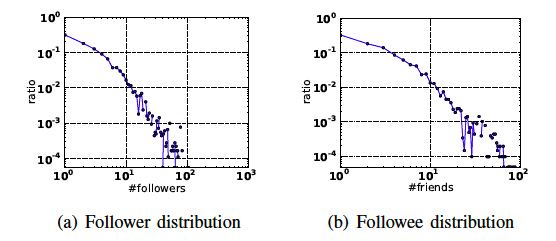 10^0
10^-1
10^-2
10^-3
10^-4
ratio
10^0 10^1 10^2 10^3
#followers
(a) Follower distribution
10^0
10^-1
10^-2
10^-3
10^-4
ratio
10^0 10^1 10^2
#friends
(b) Followee distribution